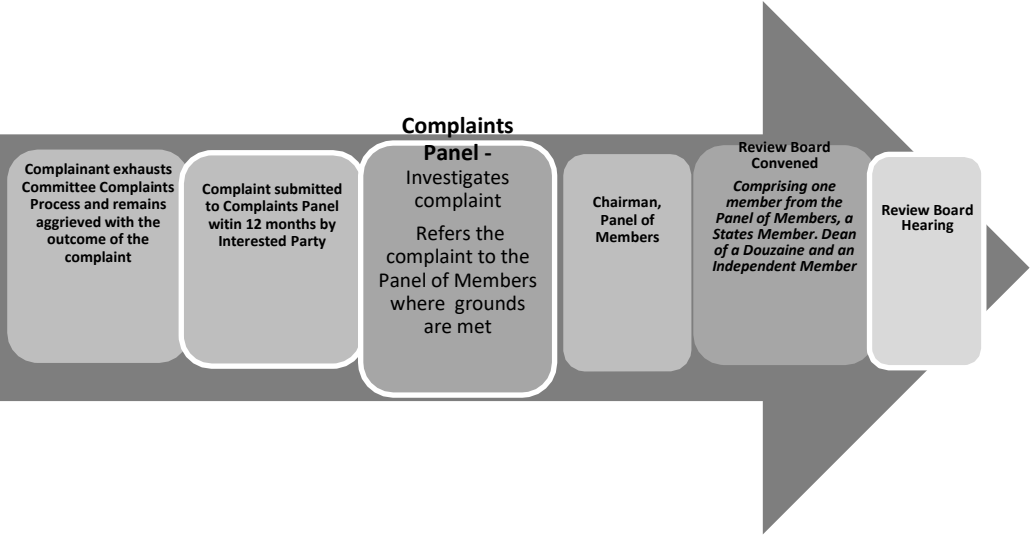 Complainant exhausts
Committee Complaints
Process and remains
aggrieved with the
outcome of the
complaint
Complaint submitted
to Complaints Panel
witin 12 months by
Interested Party
Complaints
Panel -
Investigates
complaint
Refers the
complaint to the
Panel of Members
where grounds
are met
Chairman,
Panel of
Members
Review Board
Convened
Comprising one
member from the
Panel of Members, a
States Member. Dean
of a Douzaine and an
Independent Member
Review Board
Hearing